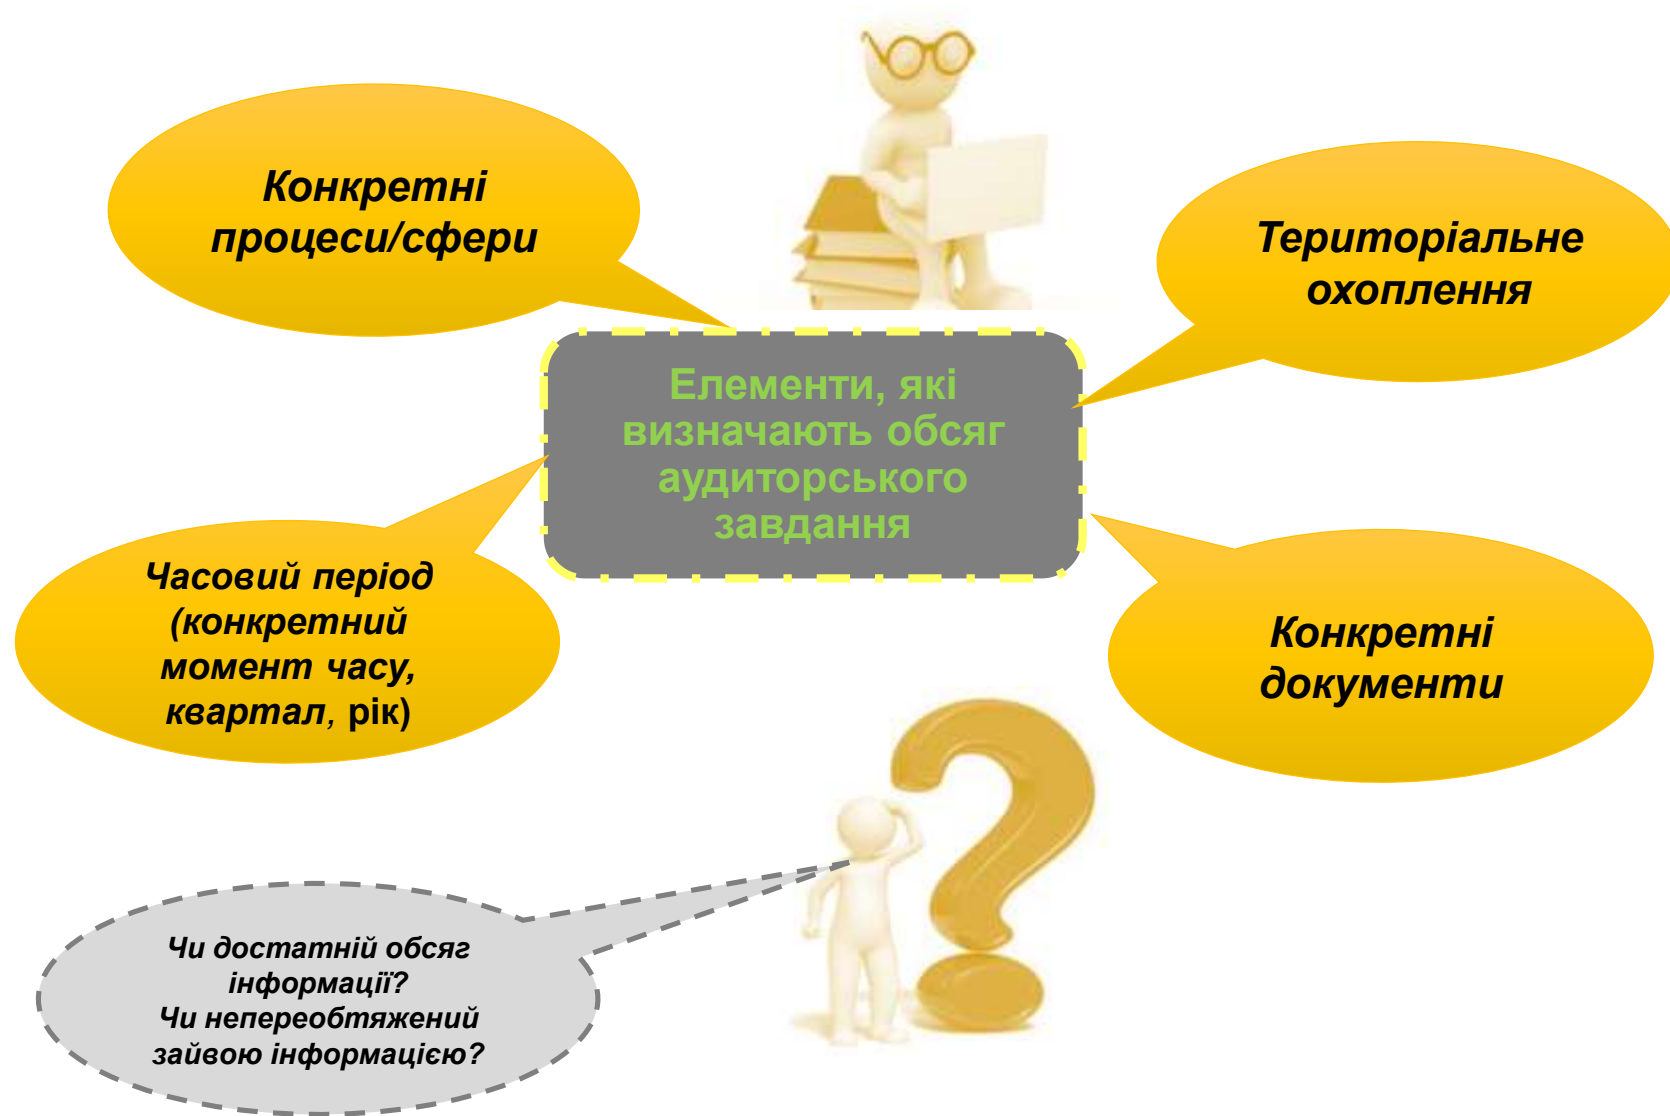 Конкретні
процеси/сфери
Територіальне
охоплення
Елементи, які
визначають обсяг
аудиторського
завдання
Часовий період
(конкретний
момент часу,
квартал, рік)
Конкретні
документи
Чи достатній обсяг
інформації?
Чи непереобтяжений
зайвою інформацією?